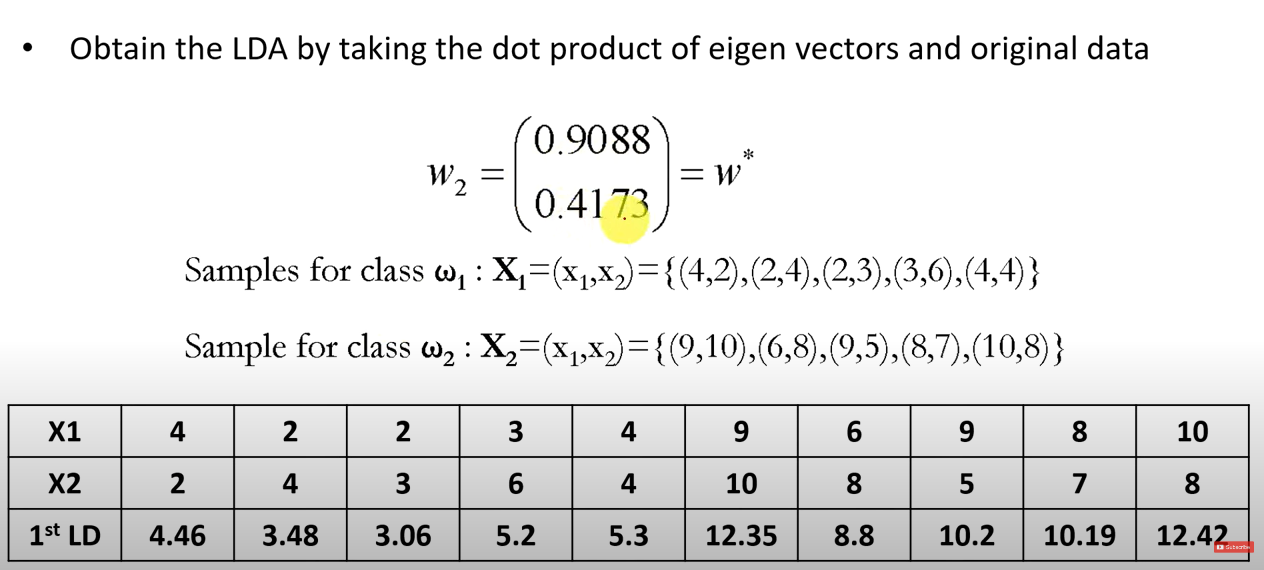 • Obtain the LDA by taking the dot product of eigen vectors and original data
w₂ = (0.9088
0.4173) = w*
Samples for class ω₁ : X₁=(x₁,x₂)={(4,2),(2,4),(2,3),(3,6),(4,4)}
Sample for class ω₂ : X₂=(x₁,x₂)={(9,10),(6,8),(9,5),(8,7),(10,8)}
X1 4 2 2 3 4 9 6 9 8 10
X2 2 4 3 6 4 10 8 5 7 8
1st LD 4.46 3.48 3.06 5.2 5.3 12.35 8.8 10.2 10.19 12.42
Subscribe